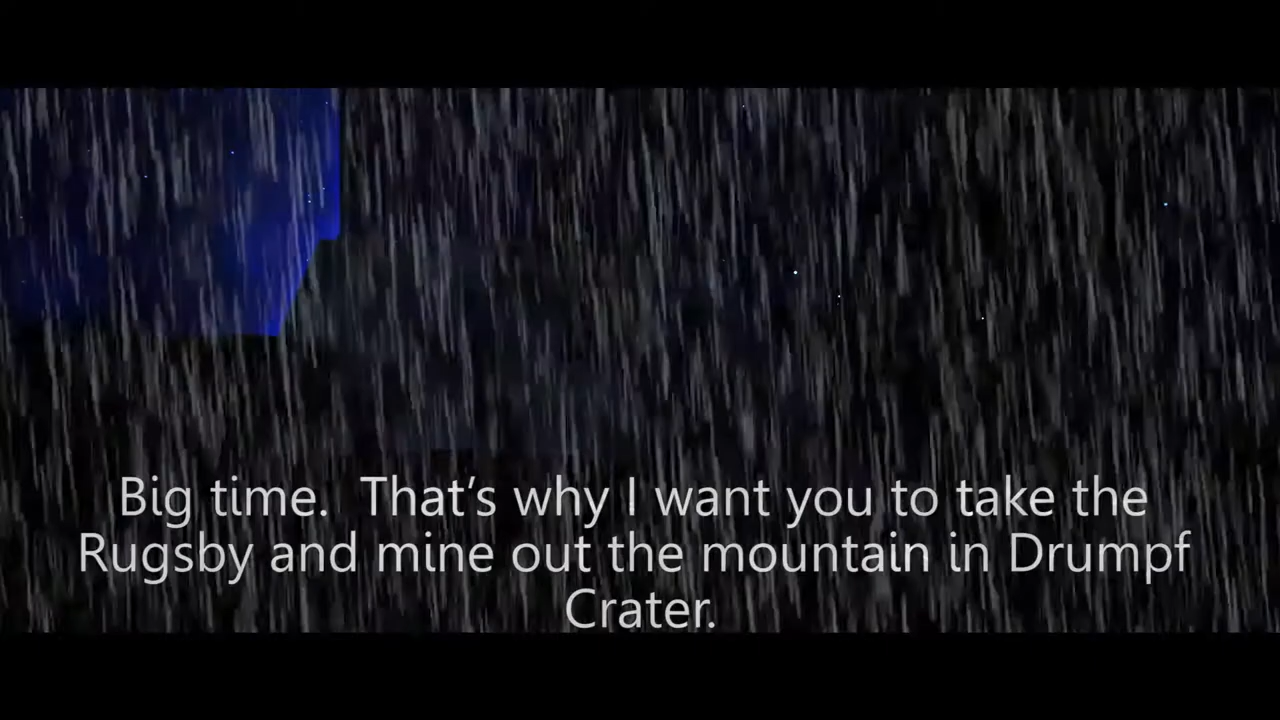 Big time.  That’s why I want you to take the
Rugsby and mine out the mountain in Drumpf
Crater.